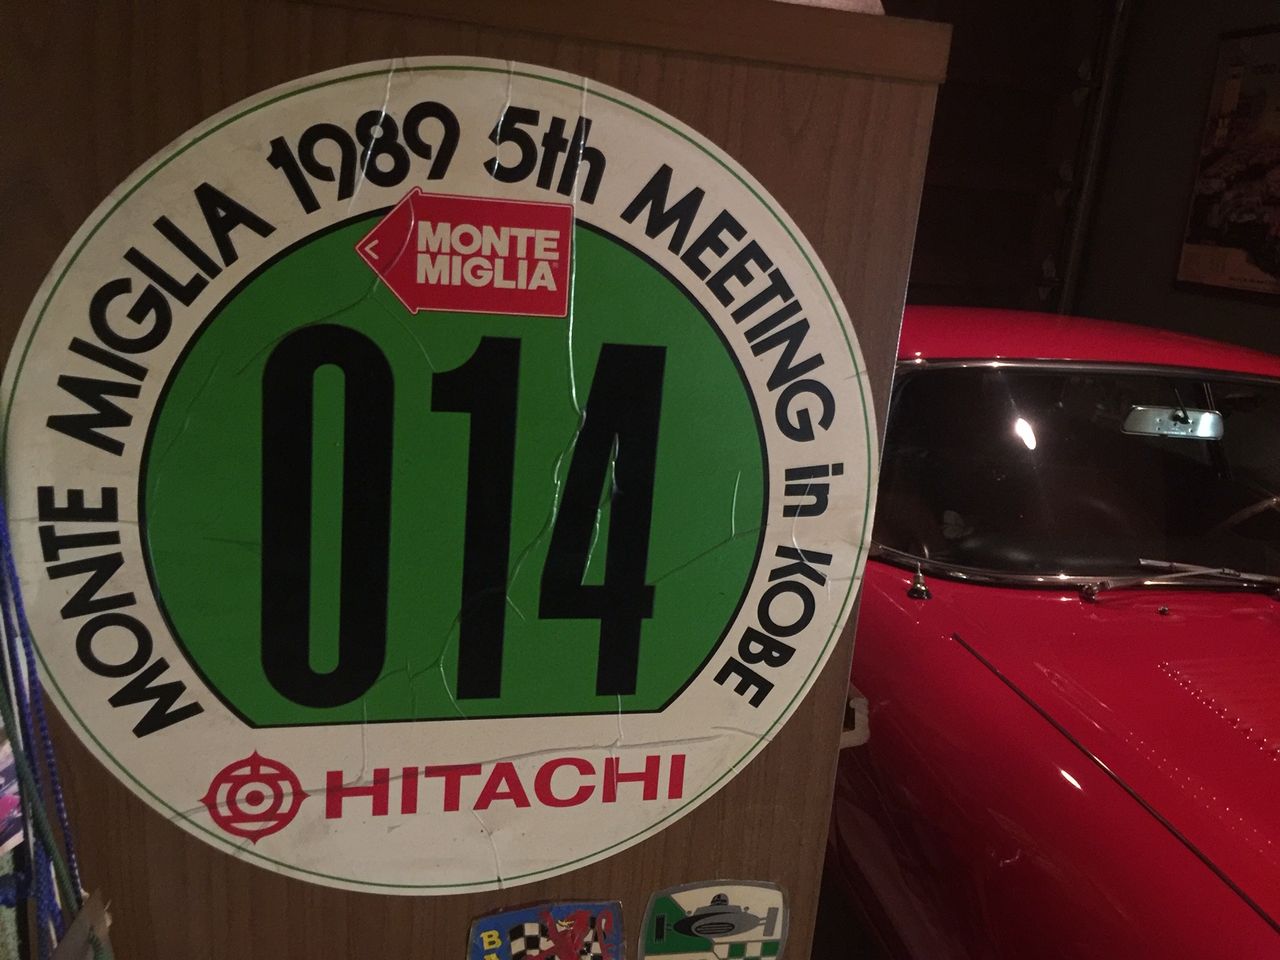 MONTE MIGLIA 1989 5th MEETING in KOBE
MONTE
MIGLIA
014
HITACHI